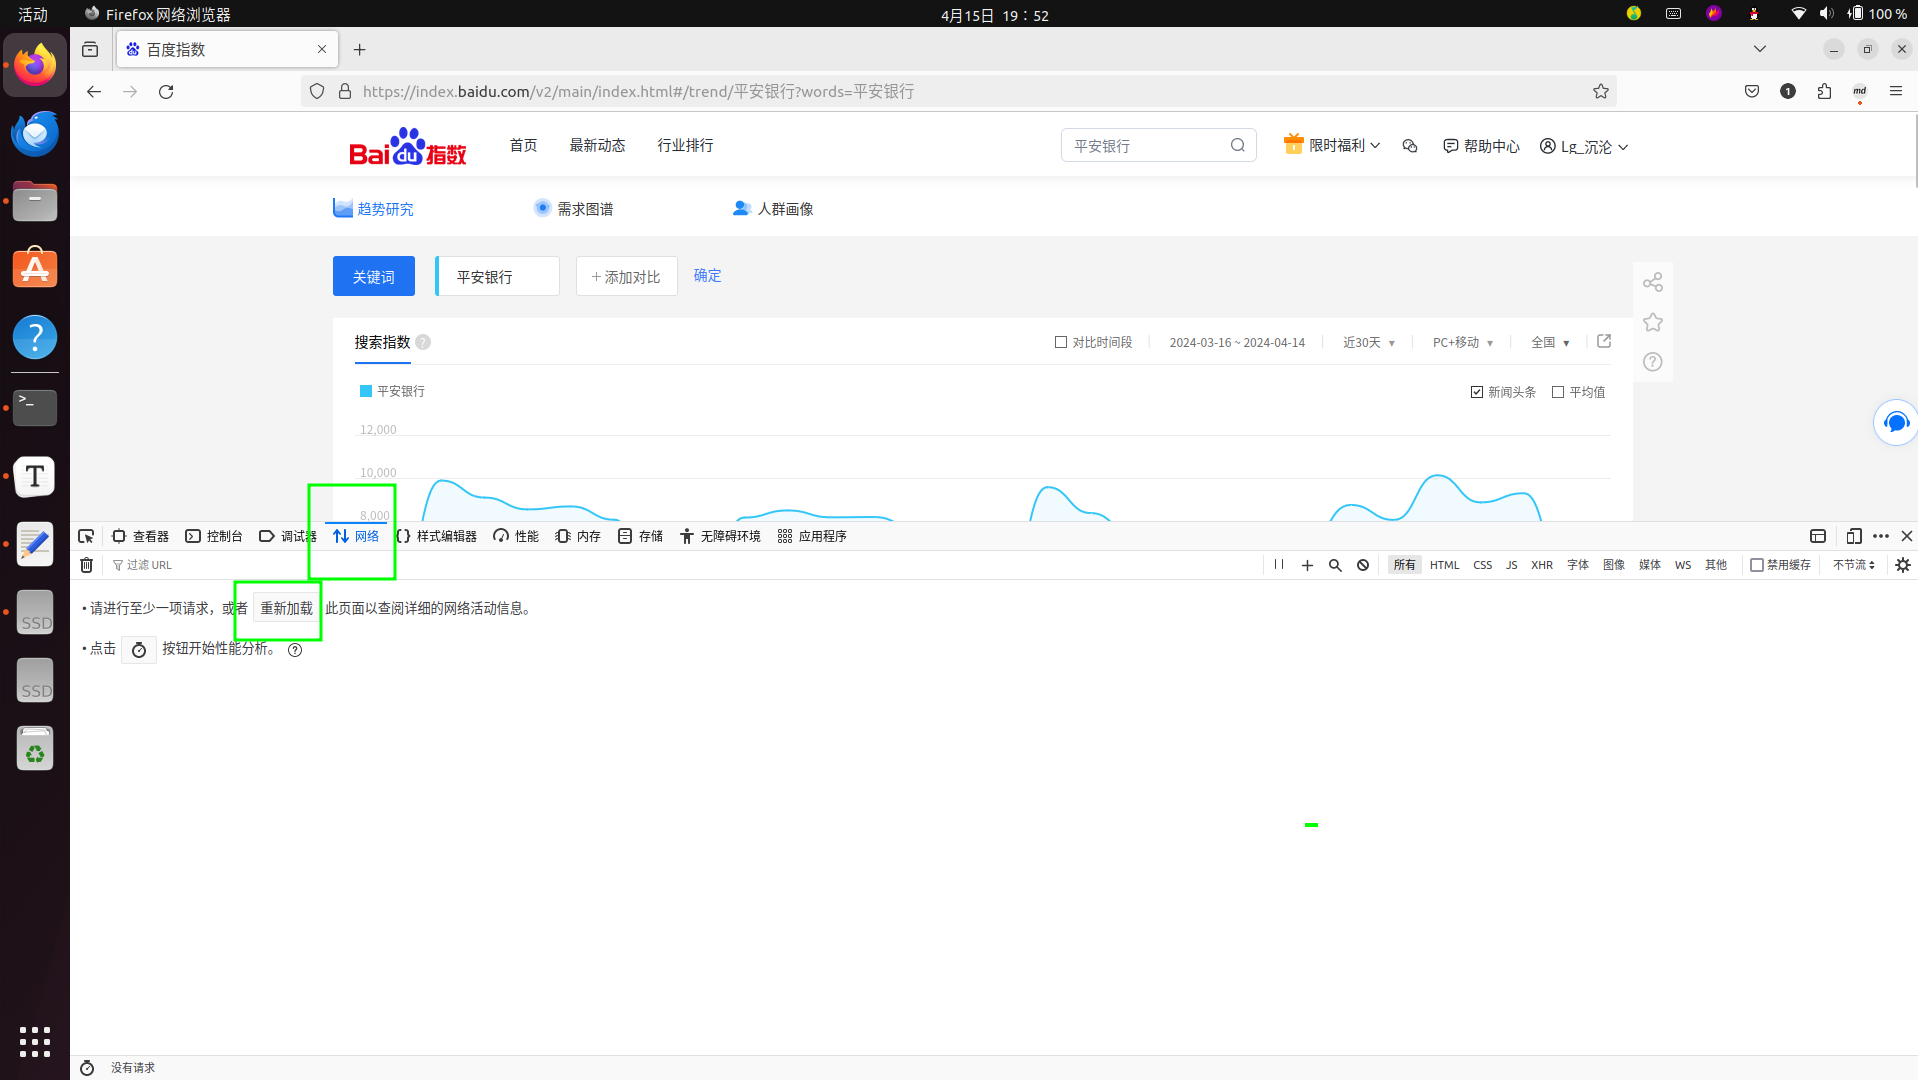 活动 Firefox 网络浏览器 4月15日 19：52 100 %
百度指数
https://index.baidu.com/v2/main/index.html#/trend/平安银行?words=平安银行 1 md
Baidu指数 首页 最新动态 行业排行 平安银行 限时福利 帮助中心 Lg_沉沦
趋势研究 需求图谱 人群画像
关键词 平安银行 + 添加对比 确定
搜索指数 ? 对比时间段 2024-03-16 ~ 2024-04-14 近30天 PC+移动 全国
平安银行 新闻头条 平均值
12,000
10,000
8,000
查看器 控制台 调试器 网络 样式编辑器 性能 内存 存储 无障碍环境 应用程序
过滤 URL 所有 HTML CSS JS XHR 字体 图像 媒体 WS 其他 禁用缓存 不节流
• 请进行至少一项请求，或者 重新加载 此页面以查阅详细的网络活动信息。
• 点击 按钮开始性能分析。 ?
SSD
SSD
没有请求